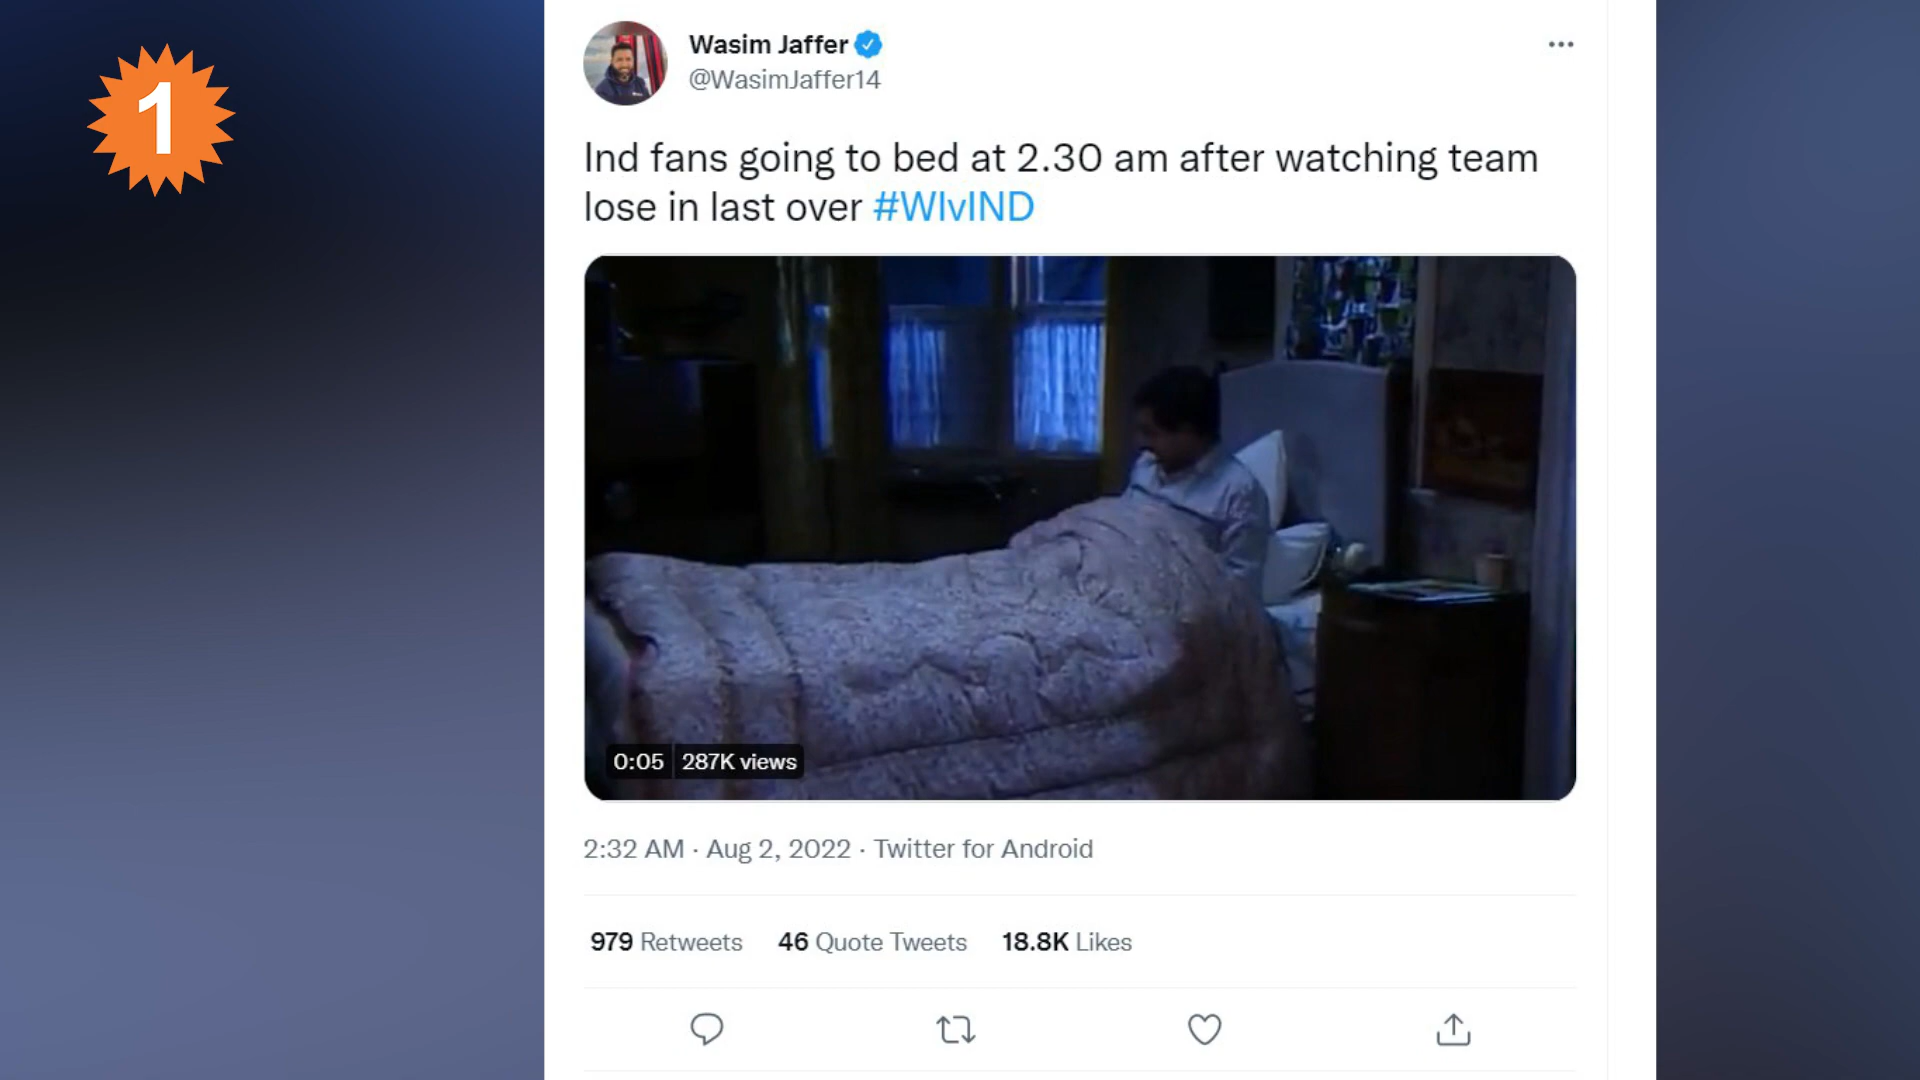 1
Wasim Jaffer
@WasimJaffer14
Ind fans going to bed at 2.30 am after watching team
lose in last over #WIvIND
0:05 287K views
2:32 AM · Aug 2, 2022 · Twitter for Android
979 Retweets 46 Quote Tweets 18.8K Likes